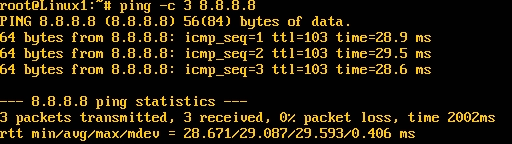 root@Linux1:~# ping -c 3 8.8.8.8
PING 8.8.8.8 (8.8.8.8) 56(84) bytes of data.
64 bytes from 8.8.8.8: icmp_seq=1 ttl=103 time=28.9 ms
64 bytes from 8.8.8.8: icmp_seq=2 ttl=103 time=29.5 ms
64 bytes from 8.8.8.8: icmp_seq=3 ttl=103 time=28.6 ms
--- 8.8.8.8 ping statistics ---
3 packets transmitted, 3 received, 0% packet loss, time 2002ms
rtt min/avg/max/mdev = 28.671/29.087/29.593/0.406 ms